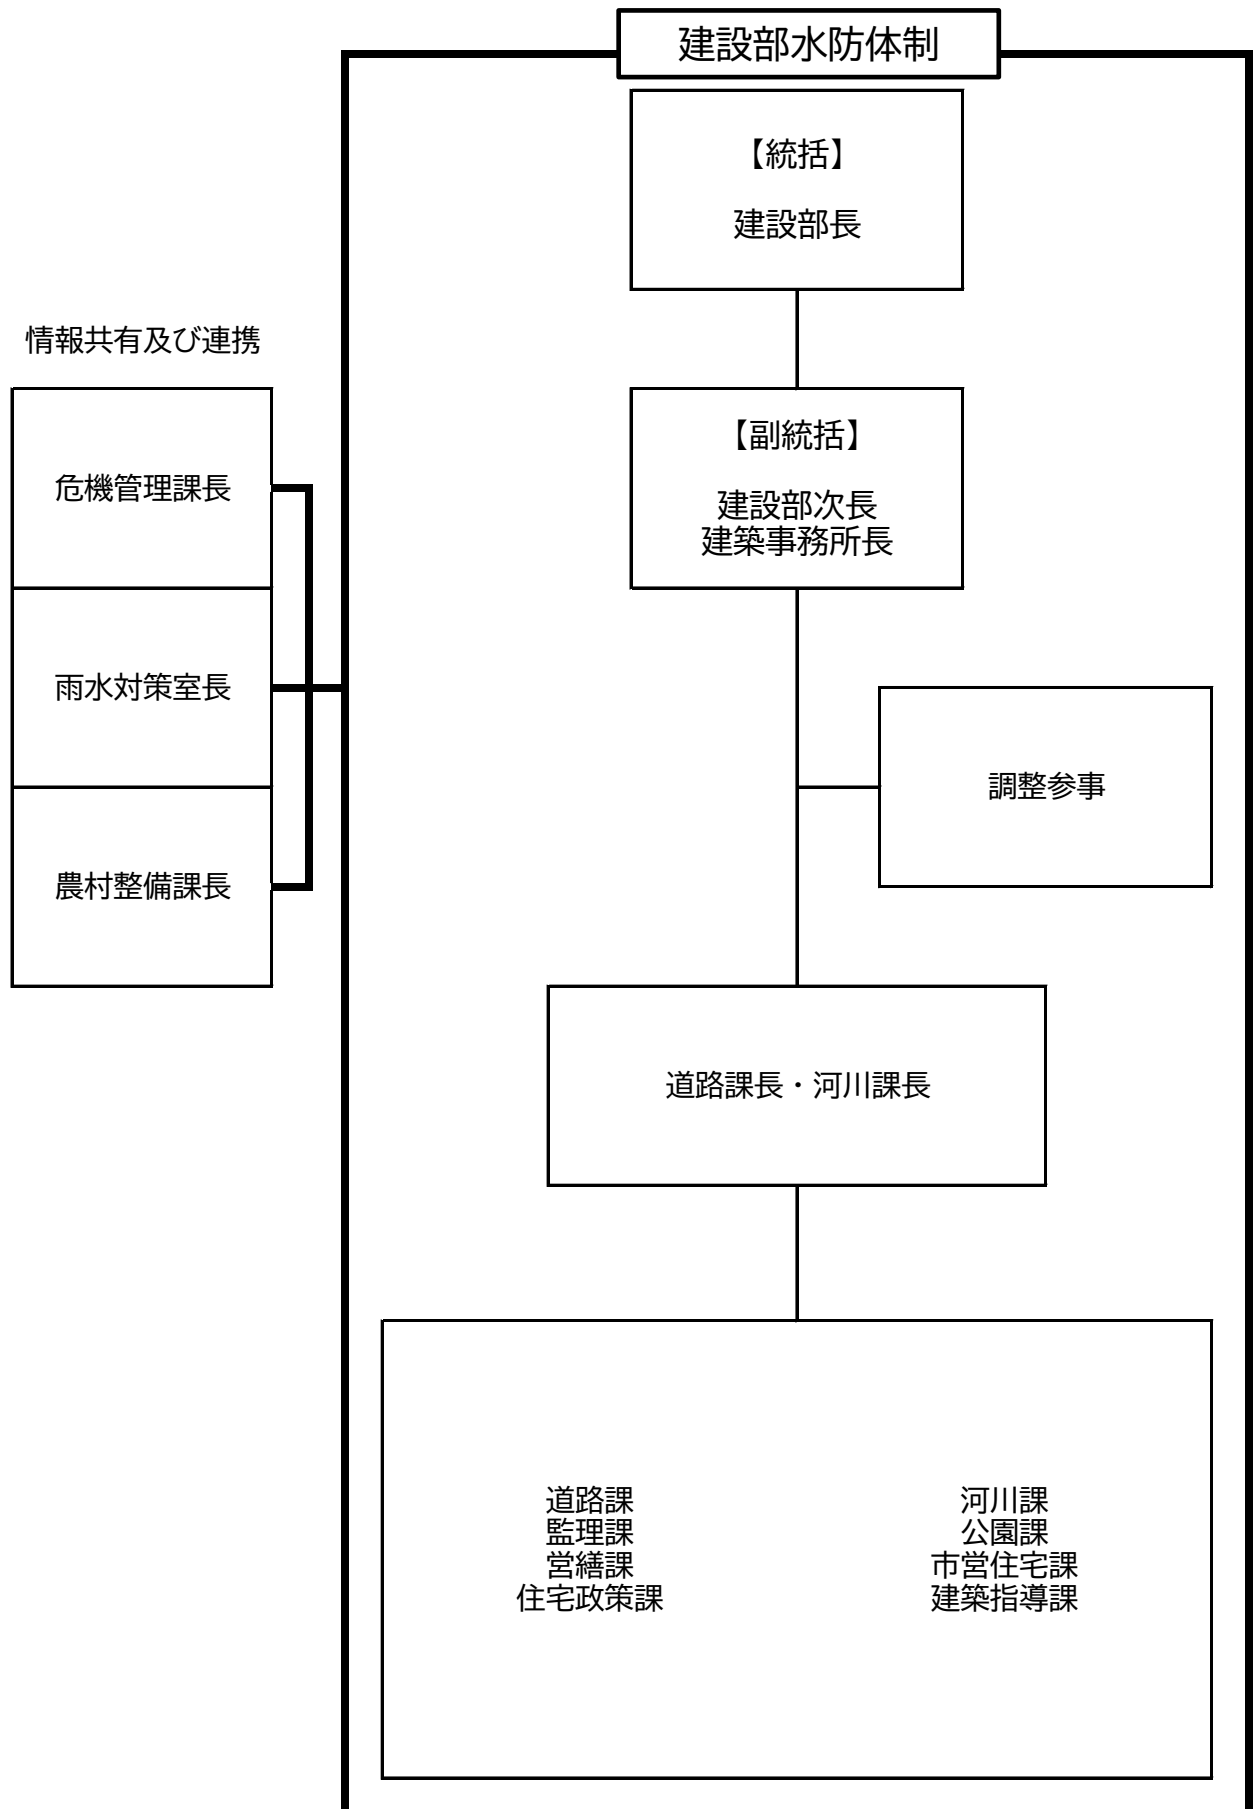 建設部水防体制
【統括】
建設部長
情報共有及び連携
危機管理課長
雨水対策室長
農村整備課長
【副統括】
建設部次長
建築事務所長
調整参事
道路課長・河川課長
道路課
監理課
営繕課
住宅政策課
河川課
公園課
市営住宅課
建築指導課